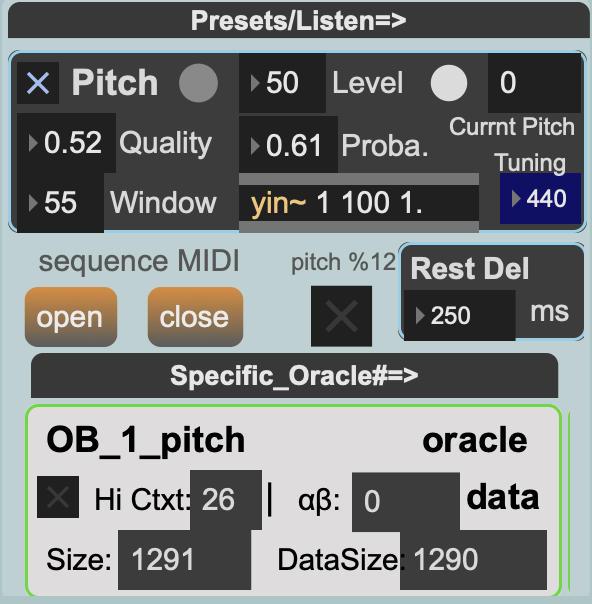 Presets/Listen=>
Pitch 50 Level 0
Currnt Pitch
0.52 Quality 0.61 Proba.
Tuning
55 Window yin~ 1 100 1. 440
sequence MIDI pitch %12
Rest Del
open close
250 ms
Specific_Oracle#=>
OB_1_pitch oracle
Hi Ctxt: 26 | αβ: 0 data
Size: 1291 DataSize: 1290